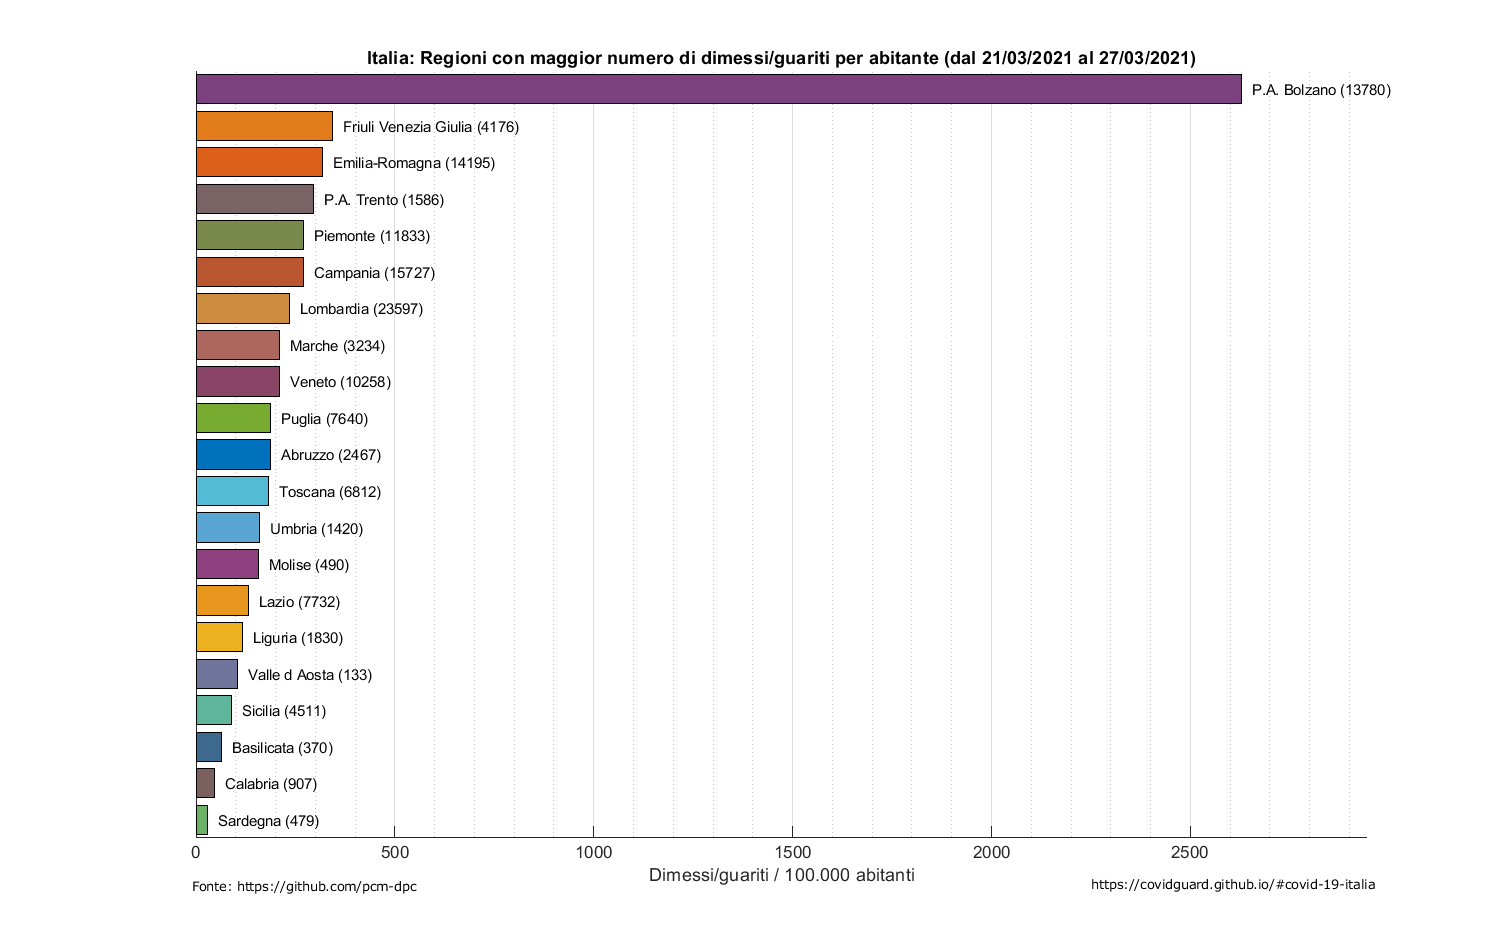 Italia: Regioni con maggior numero di dimessi/guariti per abitante (dal 21/03/2021 al 27/03/2021)
P.A. Bolzano (13780)
Friuli Venezia Giulia (4176)
Emilia-Romagna (14195)
P.A. Trento (1586)
Piemonte (11833)
Campania (15727)
Lombardia (23597)
Marche (3234)
Veneto (10258)
Puglia (7640)
Abruzzo (2467)
Toscana (6812)
Umbria (1420)
Molise (490)
Lazio (7732)
Liguria (1830)
Valle d Aosta (133)
Sicilia (4511)
Basilicata (370)
Calabria (907)
Sardegna (479)
0 500 1000 1500 2000 2500
Dimessi/guariti / 100.000 abitanti
Fonte: https://github.com/pcm-dpc
https://covidguard.github.io/#covid-19-italia